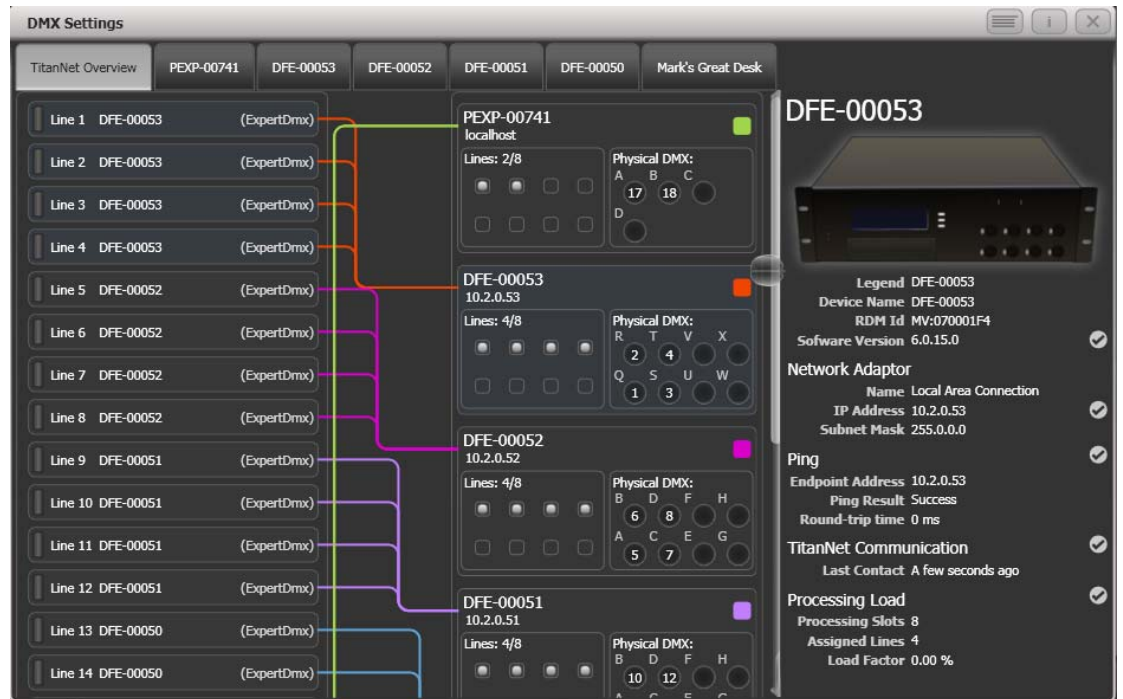 DMX Settings
i
TitanNet Overview
PEXP-00741
DFE-00053
DFE-00052
DFE-00051
DFE-00050
Mark's Great Desk
Line 1 DFE-00053 (ExpertDmx)
Line 2 DFE-00053 (ExpertDmx)
Line 3 DFE-00053 (ExpertDmx)
Line 4 DFE-00053 (ExpertDmx)
Line 5 DFE-00052 (ExpertDmx)
Line 6 DFE-00052 (ExpertDmx)
Line 7 DFE-00052 (ExpertDmx)
Line 8 DFE-00052 (ExpertDmx)
Line 9 DFE-00051 (ExpertDmx)
Line 10 DFE-00051 (ExpertDmx)
Line 11 DFE-00051 (ExpertDmx)
Line 12 DFE-00051 (ExpertDmx)
Line 13 DFE-00050 (ExpertDmx)
Line 14 DFE-00050 (ExpertDmx)
PEXP-00741
localhost
Lines: 2/8
Physical DMX:
A B C
17 18
D
DFE-00053
10.2.0.53
Lines: 4/8
Physical DMX:
R T V X
2 4
Q S U W
1 3
DFE-00052
10.2.0.52
Lines: 4/8
Physical DMX:
B D F H
6 8
A C E G
5 7
DFE-00051
10.2.0.51
Lines: 4/8
Physical DMX:
B D F H
10 12
A C E G
DFE-00053
Legend DFE-00053
Device Name DFE-00053
RDM Id MV:070001F4
Sofware Version 6.0.15.0
Network Adaptor
Name Local Area Connection
IP Address 10.2.0.53
Subnet Mask 255.0.0.0
Ping
Endpoint Address 10.2.0.53
Ping Result Success
Round-trip time 0 ms
TitanNet Communication
Last Contact A few seconds ago
Processing Load
Processing Slots 8
Assigned Lines 4
Load Factor 0.00 %